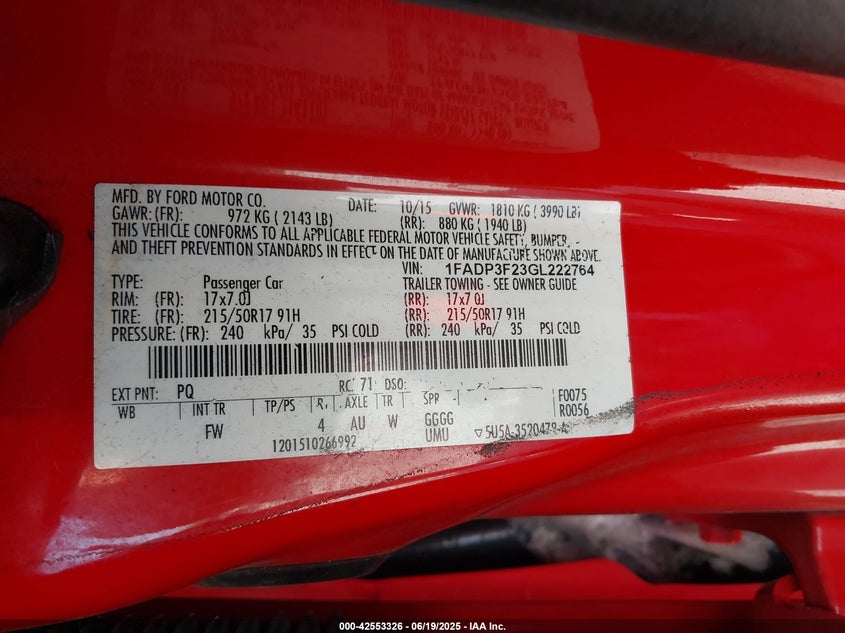 MFD. BY FORD MOTOR CO. DATE: 10/15 GVWR: 1810 KG ( 3990 LB)
GAWR: (FR): 972 KG ( 2143 LB) (RR): 880 KG ( 1940 LB)
THIS VEHICLE CONFORMS TO ALL APPLICABLE FEDERAL MOTOR VEHICLE SAFETY, BUMPER,
AND THEFT PREVENTION STANDARDS IN EFFECT ON THE DATE OF MANUFACTURE SHOWN ABOVE.
VIN: 1FADP3F23GL222764
TYPE: Passenger Car TRAILER TOWING - SEE OWNER GUIDE
RIM: (FR): 17x7.0J (RR): 17x7.0J
TIRE: (FR): 215/50R17 91H (RR): 215/50R17 91H
PRESSURE: (FR): 240 kPa/ 35 PSI COLD (RR): 240 kPa/ 35 PSI COLD
EXT PNT: PQ RC: 71 DSO: F0075
WB INT TR TP/PS R. AXLE TR SPR R0056
FW 4 AU W GGGG
UMU
1201510266992 ▽5U5A-3520472-A
000-42553326 - 06/19/2025 - IAA Inc.